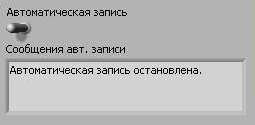 Автоматическая запись
Сообщения авт. записи
Автоматическая запись остановлена.